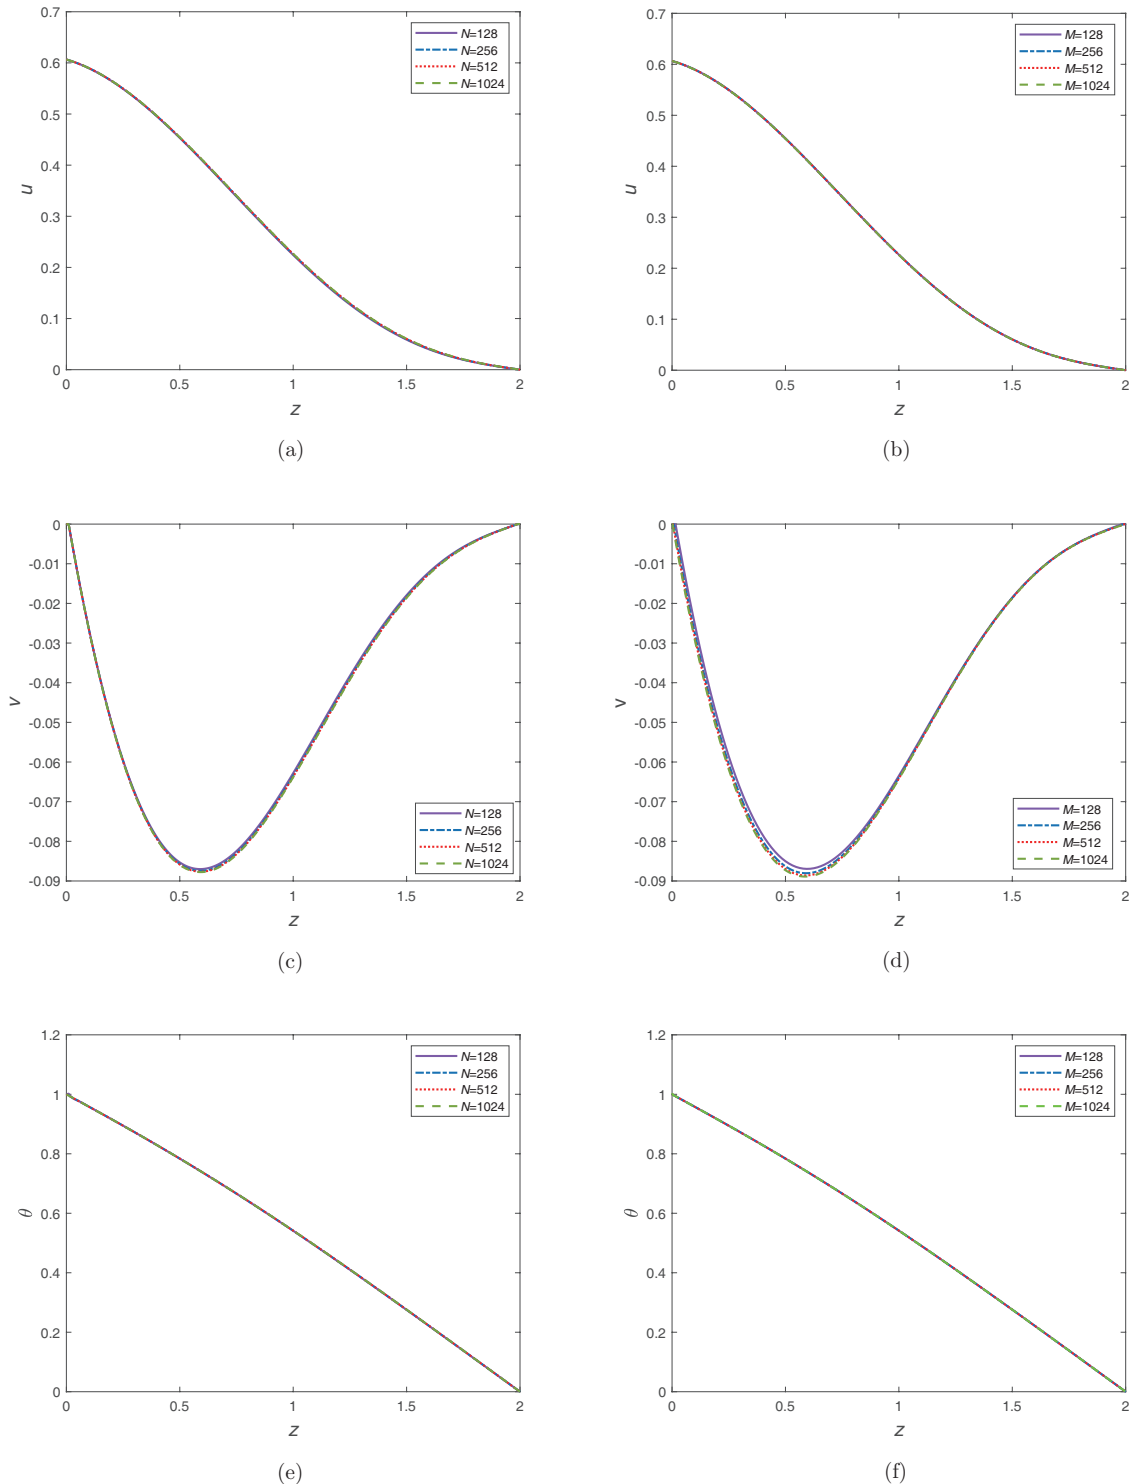 0.7
0.6
0.5
0.4
0.3
0.2
0.1
0
u
0
0.5
1
1.5
2
z
N=128
N=256
N=512
N=1024
(a)
0.7
0.6
0.5
0.4
0.3
0.2
0.1
0
u
0
0.5
1
1.5
2
z
M=128
M=256
M=512
M=1024
(b)
0
-0.01
-0.02
-0.03
-0.04
-0.05
-0.06
-0.07
-0.08
-0.09
v
0
0.5
1
1.5
2
z
N=128
N=256
N=512
N=1024
(c)
0
-0.01
-0.02
-0.03
-0.04
-0.05
-0.06
-0.07
-0.08
-0.09
v
0
0.5
1
1.5
2
z
M=128
M=256
M=512
M=1024
(d)
1.2
1
0.8
0.6
0.4
0.2
0
θ
0
0.5
1
1.5
2
z
N=128
N=256
N=512
N=1024
(e)
1.2
1
0.8
0.6
0.4
0.2
0
θ
0
0.5
1
1.5
2
z
M=128
M=256
M=512
M=1024
(f)